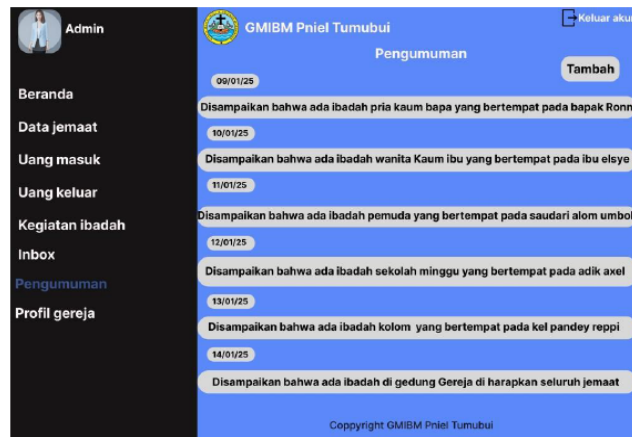 Admin
Beranda
Data jemaat
Uang masuk
Uang keluar
Kegiatan ibadah
Inbox
Pengumuman
Profil gereja
GMIBM Pniel Tumubui
Keluar akun
Pengumuman
Tambah
09/01/25
Disampaikan bahwa ada ibadah pria kaum bapa yang bertempat pada bapak Ronn
10/01/25
Disampaikan bahwa ada ibadah wanita Kaum ibu yang bertempat pada ibu elsye
11/01/25
Disampaikan bahwa ada ibadah pemuda yang bertempat pada saudari alom umboh
12/01/25
Disampaikan bahwa ada ibadah sekolah minggu yang bertempat pada adik axel
13/01/25
Disampaikan bahwa ada ibadah kolom yang bertempat pada kel pandey reppi
14/01/25
Disampaikan bahwa ada ibadah di gedung Gereja di harapkan seluruh jemaat
Coppyright GMIBM Pniel Tumubui